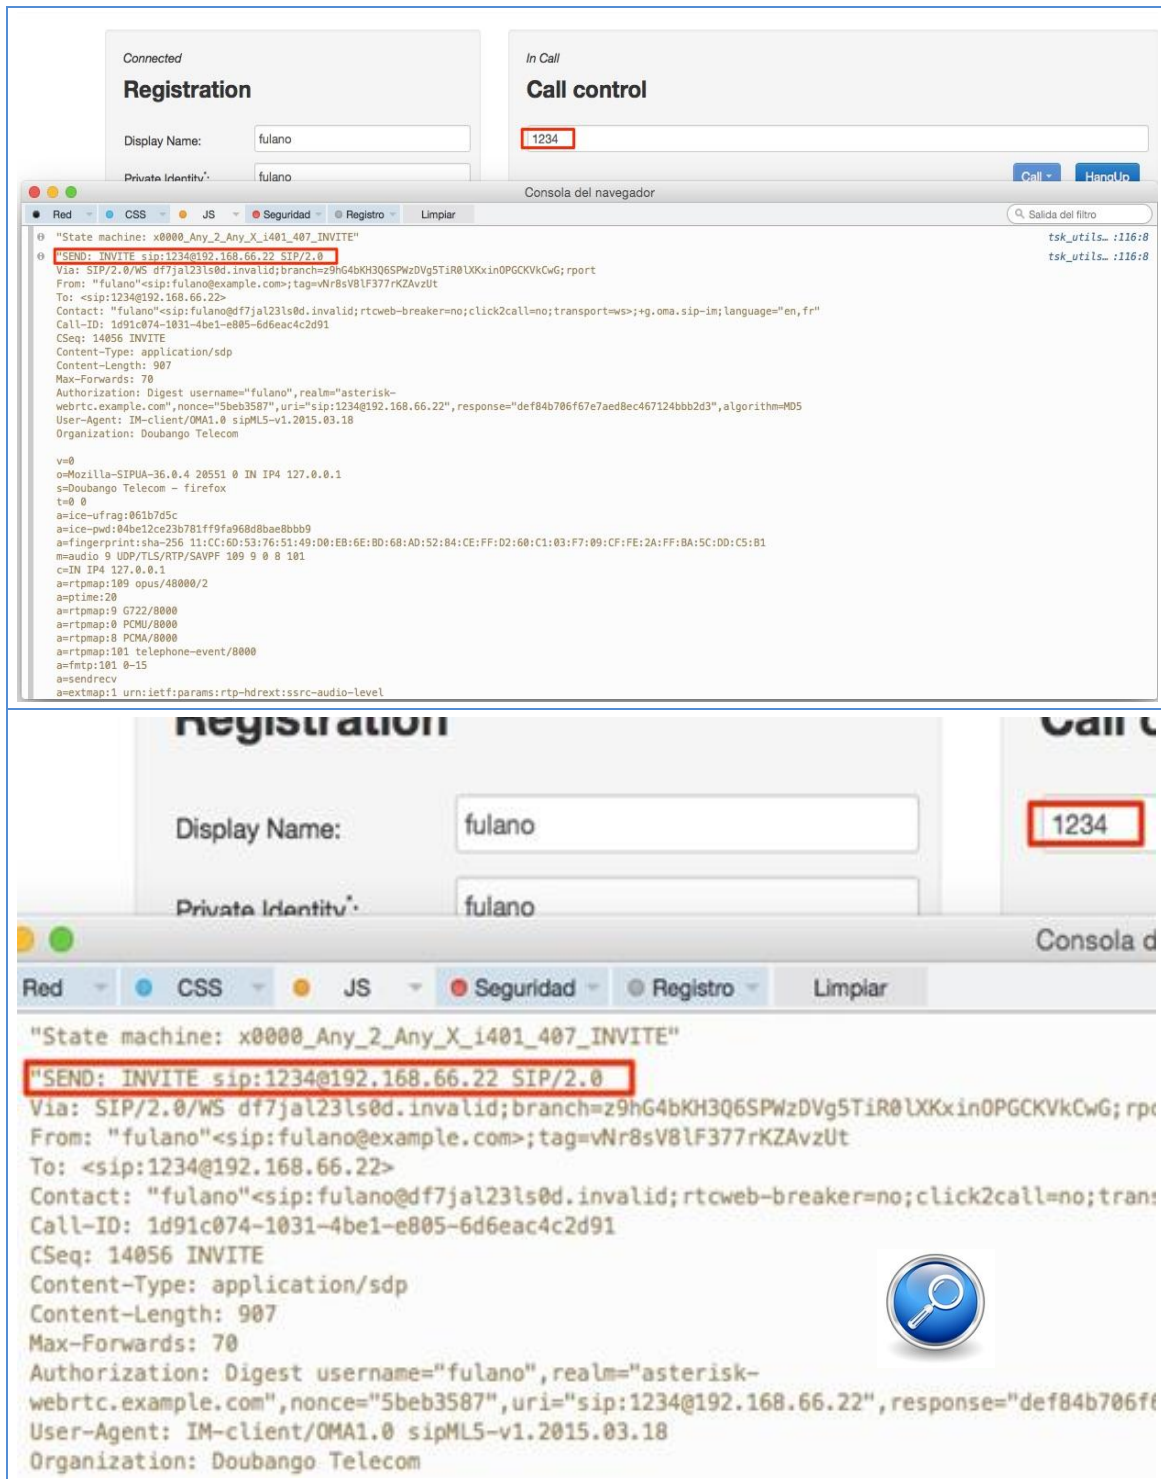 Connected
Registration
Display Name: fulano
Private Identity*: fulano
In Call
Call control
1234
Call HangUp
Consola del navegador
Red CSS JS Seguridad Registro Limpiar Salida del filtro
"State machine: x0000_Any_2_Any_X_i401_407_INVITE" tsk_utils… :116:8
"SEND: INVITE sip:1234@192.168.66.22 SIP/2.0 tsk_utils… :116:8
Via: SIP/2.0/WS df7jal23ls0d.invalid;branch=z9hG4bKH3Q6SPWzDVg5TiR0lXKxinOPGCKVkCwG;rport
From: "fulano"<sip:fulano@example.com>;tag=vNr8sV8lF377rKZAvzUt
To: <sip:1234@192.168.66.22>
Contact: "fulano"<sip:fulano@df7jal23ls0d.invalid;rtcweb-breaker=no;click2call=no;transport=ws>;+g.oma.sip-im;language="en,fr"
Call-ID: 1d91c074-1031-4be1-e805-6d6eac4c2d91
CSeq: 14056 INVITE
Content-Type: application/sdp
Content-Length: 907
Max-Forwards: 70
Authorization: Digest username="fulano",realm="asterisk-
webrtc.example.com",nonce="5beb3587",uri="sip:1234@192.168.66.22",response="def84b706f67e7aed8ec467124bbb2d3",algorithm=MD5
User-Agent: IM-client/OMA1.0 sipML5-v1.2015.03.18
Organization: Doubango Telecom
v=0
o=Mozilla-SIPUA-36.0.4 20551 0 IN IP4 127.0.0.1
s=Doubango Telecom - firefox
t=0 0
a=ice-ufrag:061b7d5c
a=ice-pwd:04be12ce23b781ff9fa968d8bae8bbb9
a=fingerprint:sha-256 11:CC:6D:53:76:51:49:D0:EB:6E:BD:68:AD:52:84:CE:FF:D2:60:C1:03:F7:09:CF:FE:2A:FF:BA:5C:DD:C5:B1
m=audio 9 UDP/TLS/RTP/SAVPF 109 9 0 8 101
c=IN IP4 127.0.0.1
a=rtpmap:109 opus/48000/2
a=ptime:20
a=rtpmap:9 G722/8000
a=rtpmap:0 PCMU/8000
a=rtpmap:8 PCMA/8000
a=rtpmap:101 telephone-event/8000
a=fmtp:101 0-15
a=sendrecv
a=extmap:1 urn:ietf:params:rtp-hdrext:ssrc-audio-level
Registration Call c
Display Name: fulano 1234
Private Identity*: fulano
Consola d
Red CSS JS Seguridad Registro Limpiar
"State machine: x0000_Any_2_Any_X_i401_407_INVITE"
"SEND: INVITE sip:1234@192.168.66.22 SIP/2.0
Via: SIP/2.0/WS df7jal23ls0d.invalid;branch=z9hG4bKH3Q6SPWzDVg5TiR0lXKxinOPGCKVkCwG;rpo
From: "fulano"<sip:fulano@example.com>;tag=vNr8sV8lF377rKZAvzUt
To: <sip:1234@192.168.66.22>
Contact: "fulano"<sip:fulano@df7jal23ls0d.invalid;rtcweb-breaker=no;click2call=no;trans
Call-ID: 1d91c074-1031-4be1-e805-6d6eac4c2d91
CSeq: 14056 INVITE
Content-Type: application/sdp
Content-Length: 907
Max-Forwards: 70
Authorization: Digest username="fulano",realm="asterisk-
webrtc.example.com",nonce="5beb3587",uri="sip:1234@192.168.66.22",response="def84b706f6
User-Agent: IM-client/OMA1.0 sipML5-v1.2015.03.18
Organization: Doubango Telecom